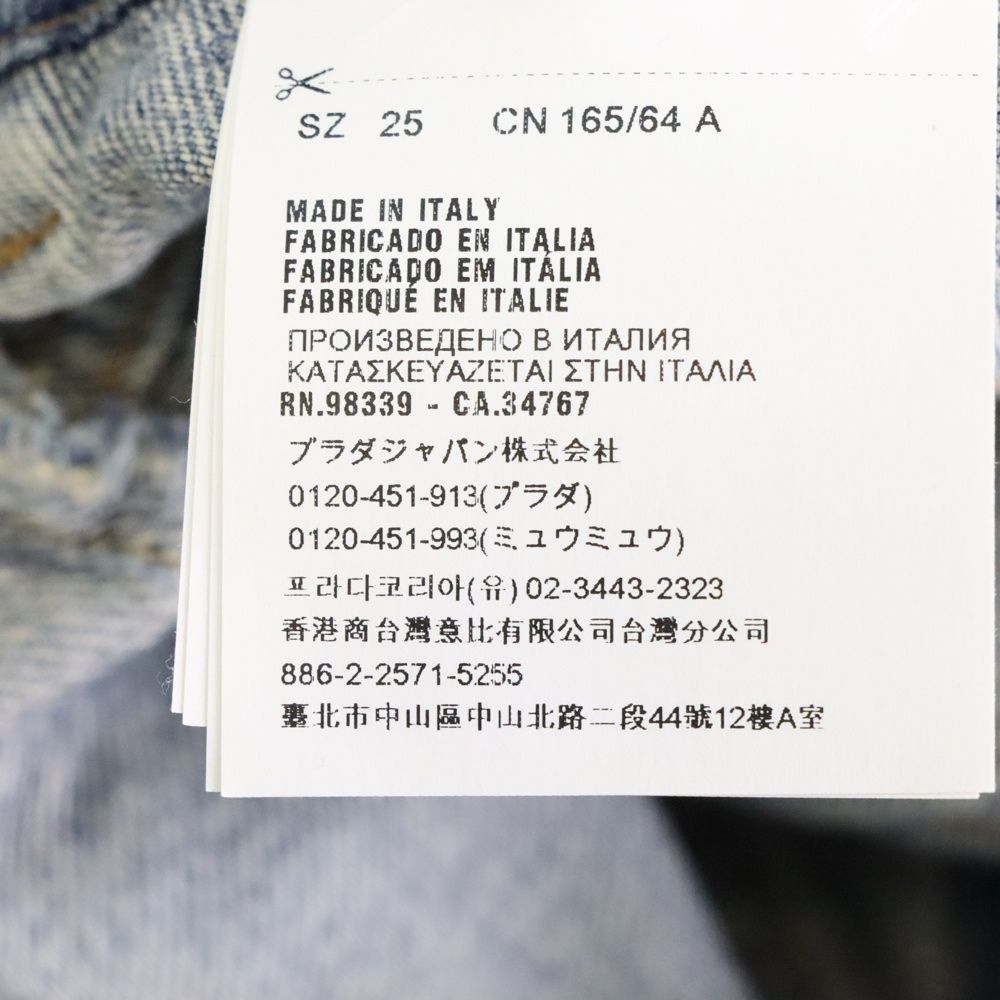 SZ 25 CN 165/64 A
MADE IN ITALY
FABRICADO EN ITALIA
FABRICADO EM ITÁLIA
FABRIQUÉ EN ITALIE
ПРОИЗВЕДЕНО В ИТАЛИЯ
ΚΑΤΑΣΚΕΥΑΖΕΤΑΙ ΣΤΗΝ ΙΤΑΛΙΑ
RN.98339 - CA.34767
プラダジャパン株式会社
0120-451-913(プラダ)
0120-451-993(ミュウミュウ)
프라다코리아(유) 02-3443-2323
香港商台灣意比有限公司台灣分公司
886-2-2571-5255
臺北市中山區中山北路二段44號12樓A室